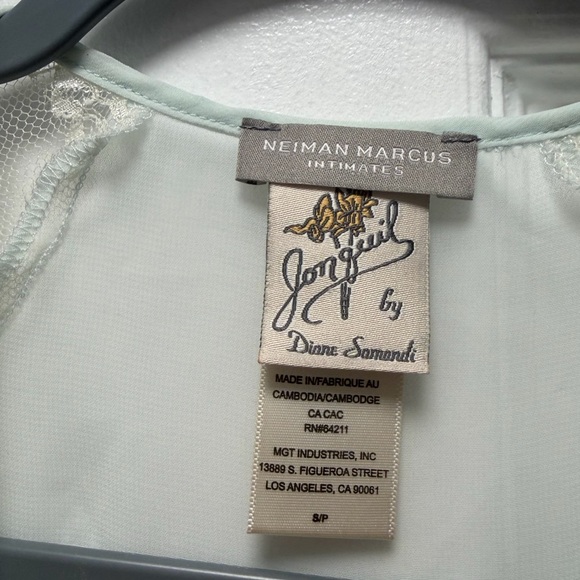 NEIMAN MARCUS
INTIMATES
Jonquil
by
Diane Samandi
MADE IN/FABRIQUE AU
CAMBODIA/CAMBODGE
CA CAC
RN#64211
MGT INDUSTRIES, INC
13889 S. FIGUEROA STREET
LOS ANGELES, CA 90061
S/P